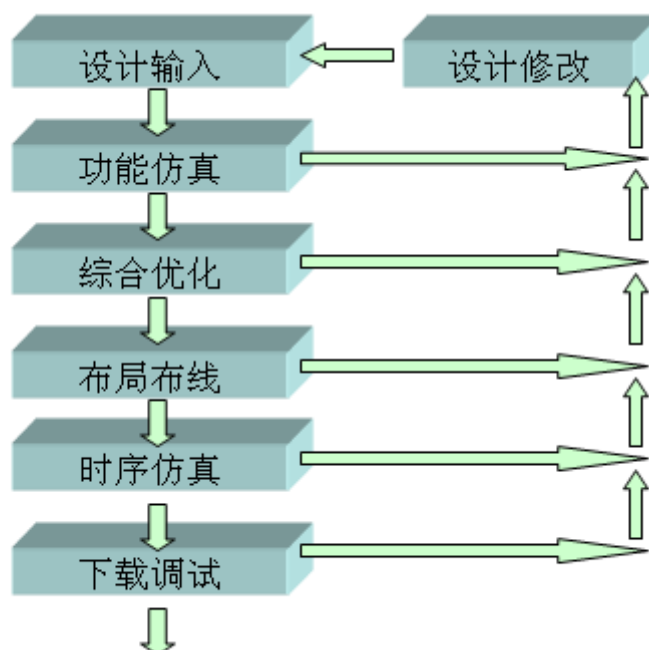 设计输入
设计修改
功能仿真
综合优化
布局布线
时序仿真
下载调试